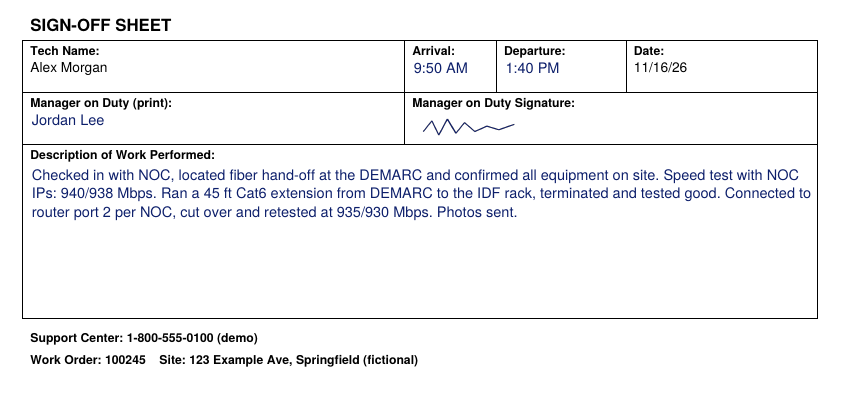 SIGN-OFF SHEET
Tech Name: Arrival: Departure: Date:
Alex Morgan 9:50 AM 1:40 PM 11/16/26
Manager on Duty (print): Manager on Duty Signature:
Jordan Lee
Description of Work Performed:
Checked in with NOC, located fiber hand-off at the DEMARC and confirmed all equipment on site. Speed test with NOC
IPs: 940/938 Mbps. Ran a 45 ft Cat6 extension from DEMARC to the IDF rack, terminated and tested good. Connected to
router port 2 per NOC, cut over and retested at 935/930 Mbps. Photos sent.
Support Center: 1-800-555-0100 (demo)
Work Order: 100245 Site: 123 Example Ave, Springfield (fictional)